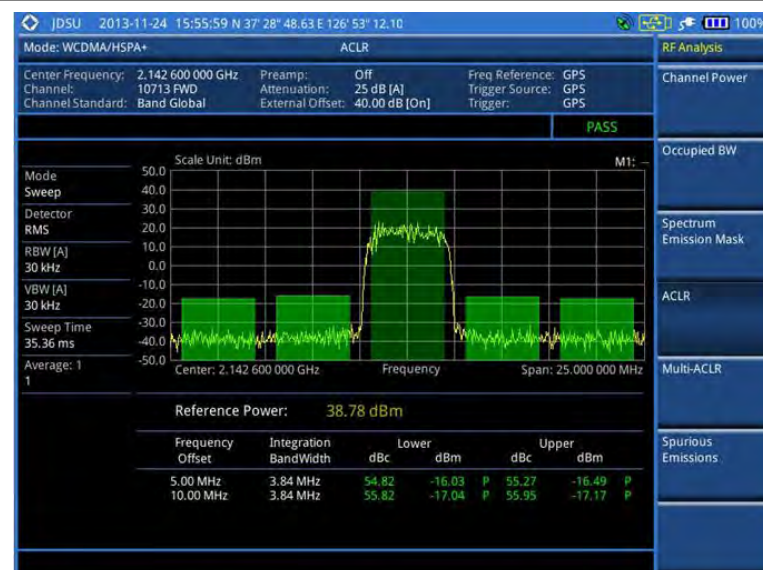 JDSU 2013-11-24 15:55:59 N 37° 28'' 48.63 E 126° 53'' 12.10 100%
Mode: WCDMA/HSPA+ ACLR RF Analysis
Center Frequency: 2.142 600 000 GHz Preamp: Off Freq Reference: GPS
Channel: 10713 FWD Attenuation: 25 dB [A] Trigger Source: GPS
Channel Standard: Band Global External Offset: 40.00 dB [On] Trigger: GPS
Channel Power
PASS
Occupied BW
Scale Unit: dBm M1: --
Mode
Sweep
Detector
RMS
RBW [A]
30 kHz
VBW [A]
30 kHz
Sweep Time
35.36 ms
Average: 1
1
50.0
40.0
30.0
20.0
10.0
0.0
-10.0
-20.0
-30.0
-40.0
-50.0
Center: 2.142 600 000 GHz Frequency Span: 25.000 000 MHz
Spectrum
Emission Mask
ACLR
Multi-ACLR
Reference Power: 38.78 dBm
Frequency Integration Lower Upper
Offset BandWidth dBc dBm dBc dBm
5.00 MHz 3.84 MHz 54.82 -16.03 P 55.27 -16.49 P
10.00 MHz 3.84 MHz 55.82 -17.04 P 55.95 -17.17 P
Spurious
Emissions